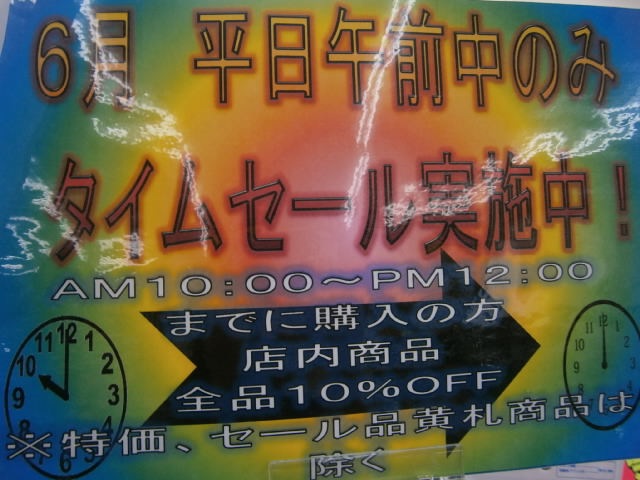 6月 平日午前中のみ
タイムセール実施中!
AM10:00～PM12:00
までに購入の方
店内商品
全品10%OFF
※特価、セール品黄札商品は
除く